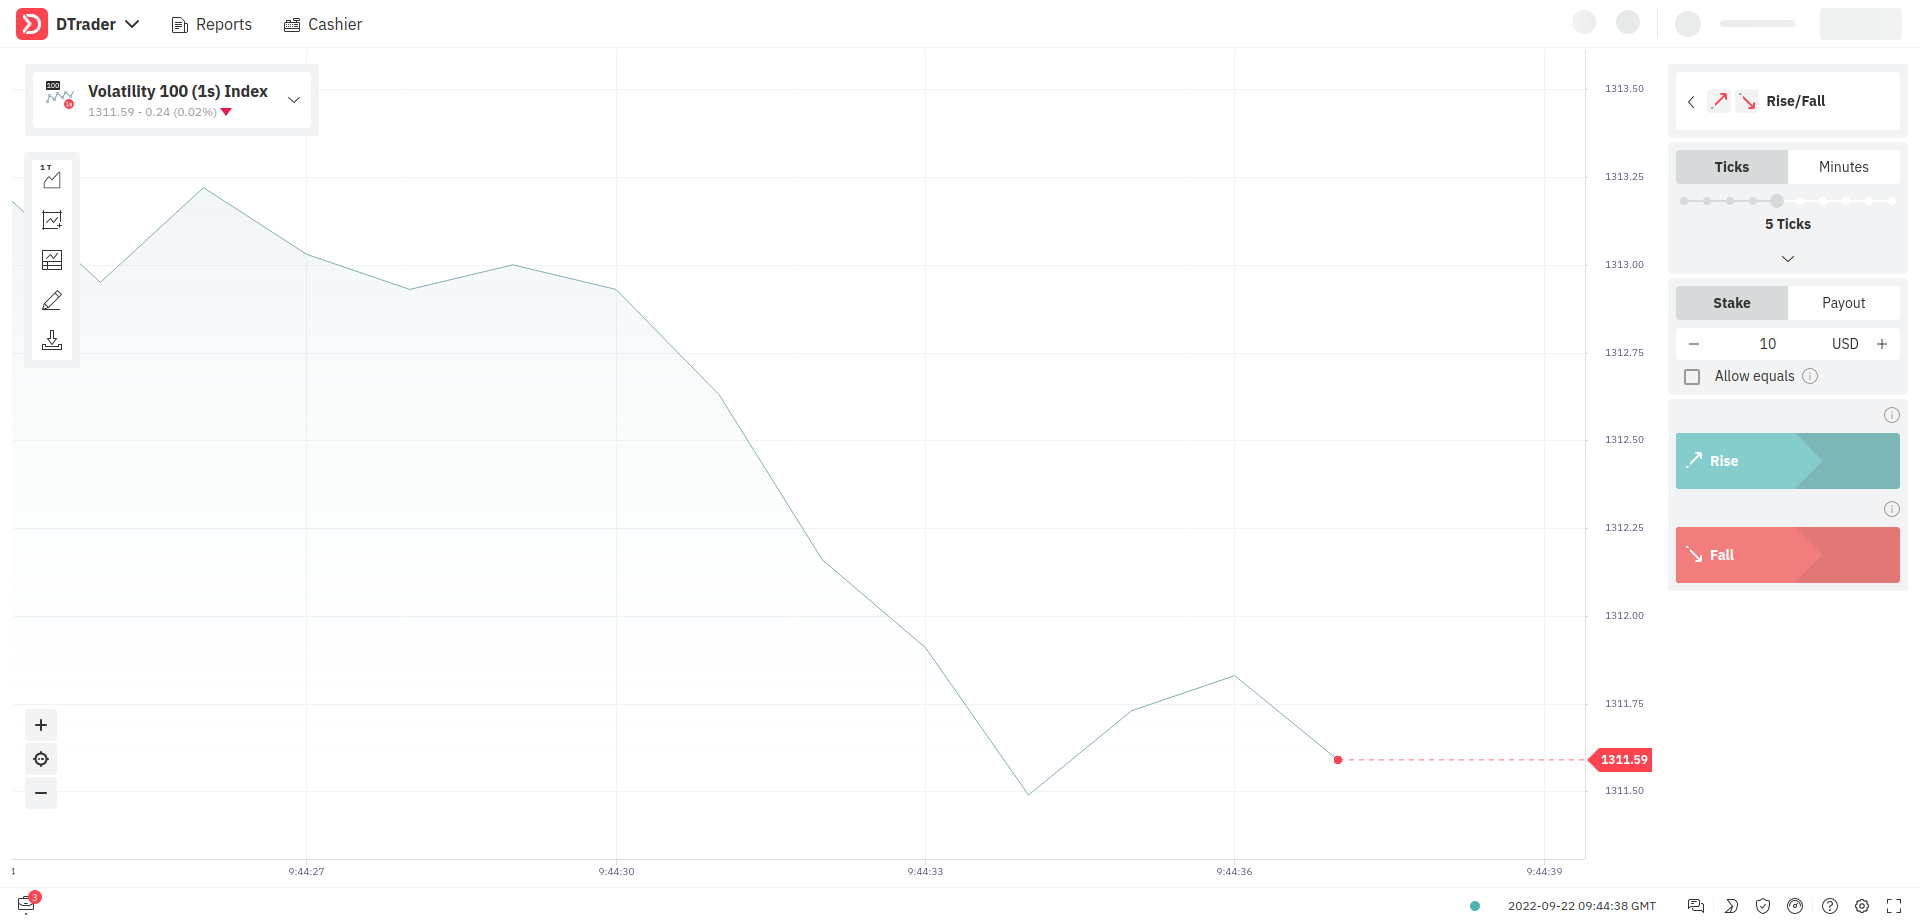 DTrader
Reports
Cashier
100
Volatility 100 (1s) Index
1311.59 - 0.24 (0.02%)
1s
1 T
1313.50
1313.25
1313.00
1312.75
1312.50
1312.25
1312.00
1311.75
1311.59
1311.50
Rise/Fall
Ticks
Minutes
5 Ticks
Stake
Payout
10
USD
Allow equals
Rise
Fall
9:44:27
9:44:30
9:44:33
9:44:36
9:44:39
3
2022-09-22 09:44:38 GMT